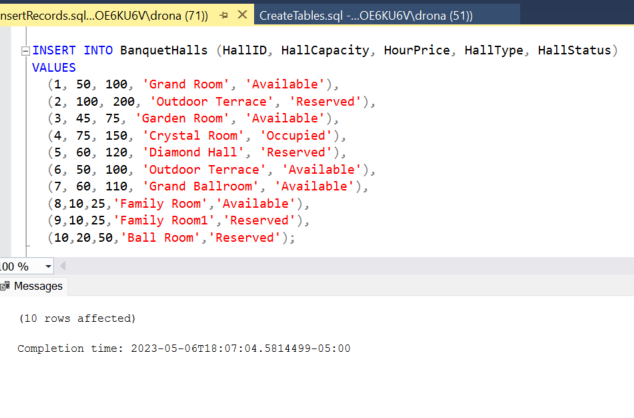 nsertRecords.sql...OE6KU6V\drona (71)) CreateTables.sql -...OE6KU6V\drona (51))
INSERT INTO BanquetHalls (HallID, HallCapacity, HourPrice, HallType, HallStatus)
VALUES
(1, 50, 100, 'Grand Room', 'Available'),
(2, 100, 200, 'Outdoor Terrace', 'Reserved'),
(3, 45, 75, 'Garden Room', 'Available'),
(4, 75, 150, 'Crystal Room', 'Occupied'),
(5, 60, 120, 'Diamond Hall', 'Reserved'),
(6, 50, 100, 'Outdoor Terrace', 'Available'),
(7, 60, 110, 'Grand Ballroom', 'Available'),
(8,10,25,'Family Room','Available'),
(9,10,25,'Family Room1','Reserved'),
(10,20,50,'Ball Room','Reserved');
100 %
Messages
(10 rows affected)
Completion time: 2023-05-06T18:07:04.5814499-05:00